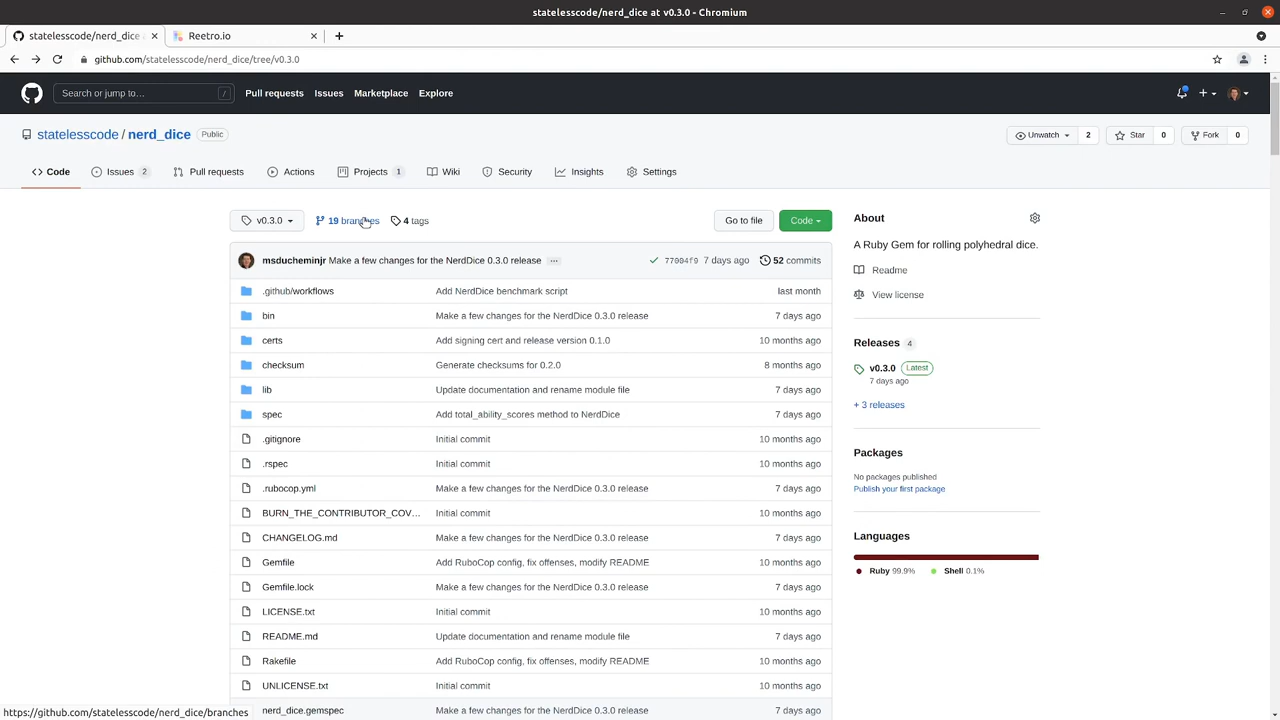 statelesscode/nerd_dice at v0.3.0 - Chromium
statelesscode/nerd_dice a
Reetro.io
github.com/statelesscode/nerd_dice/tree/v0.3.0
Search or jump to…
/
Pull requests
Issues
Marketplace
Explore
statelesscode / nerd_dice
Public
Unwatch
2
Star
0
Fork
0
Code
Issues 2
Pull requests
Actions
Projects 1
Wiki
Security
Insights
Settings
v0.3.0
19 branches
4 tags
Go to file
Code
msducheminjr Make a few changes for the NerdDice 0.3.0 release …
77004f9 7 days ago
52 commits
.github/workflows Add NerdDice benchmark script last month
bin Make a few changes for the NerdDice 0.3.0 release 7 days ago
certs Add signing cert and release version 0.1.0 10 months ago
checksum Generate checksums for 0.2.0 8 months ago
lib Update documentation and rename module file 7 days ago
spec Add total_ability_scores method to NerdDice 7 days ago
.gitignore Initial commit 10 months ago
.rspec Initial commit 10 months ago
.rubocop.yml Make a few changes for the NerdDice 0.3.0 release 7 days ago
BURN_THE_CONTRIBUTOR_COV… Initial commit 10 months ago
CHANGELOG.md Make a few changes for the NerdDice 0.3.0 release 7 days ago
Gemfile Add RuboCop config, fix offenses, modify README 10 months ago
Gemfile.lock Make a few changes for the NerdDice 0.3.0 release 7 days ago
LICENSE.txt Initial commit 10 months ago
README.md Update documentation and rename module file 7 days ago
Rakefile Add RuboCop config, fix offenses, modify README 10 months ago
UNLICENSE.txt Initial commit 10 months ago
nerd_dice.gemspec Make a few changes for the NerdDice 0.3.0 release 7 days ago
About
A Ruby Gem for rolling polyhedral dice.
Readme
View license
Releases 4
v0.3.0 Latest
7 days ago
+ 3 releases
Packages
No packages published
Publish your first package
Languages
Ruby 99.9%
Shell 0.1%
https://github.com/statelesscode/nerd_dice/branches